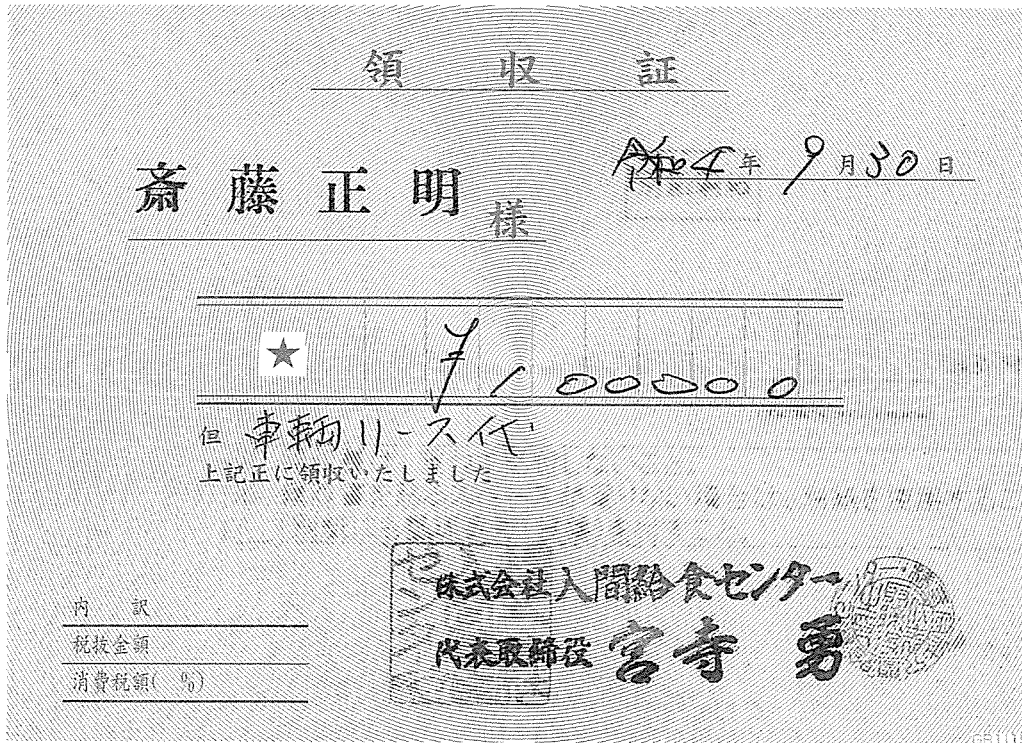 領収証
令和4年9月30日
斎藤正明様
★ ¥100000
但 車輌リース代
上記正に領収いたしました
株式会社入間給食センター
代表取締役 宮寺 勇
内訳
税抜金額
消費税額( %)